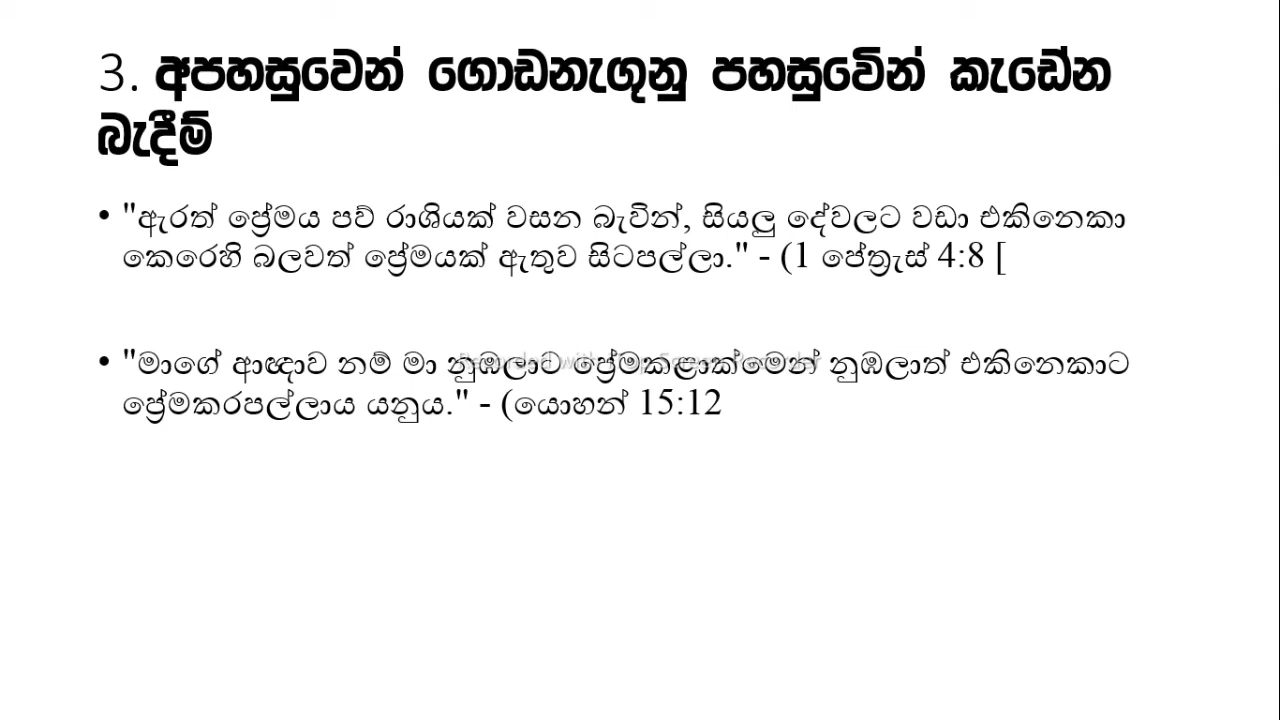 3. අපහසුවෙන් ගොඩනැගුනු පහසුවෙින් කැඩේන
බැදීම්
• "ඇරත් ප්‍රේමය පව් රාශියක් වසන බැවින්, සියලු දේවලට වඩා එකිනෙකා
කෙරෙහි බලවත් ප්‍රේමයක් ඇතුව සිටපල්ලා." - (1 පේත්‍රැස් 4:8 [
• "මාගේ ආඥාව නම් මා නුඹලාට ප්‍රේමකළාක්මෙන් නුඹලාත් එකිනෙකාට
ප්‍රේමකරපල්ලාය යනුය." - (යොහන් 15:12